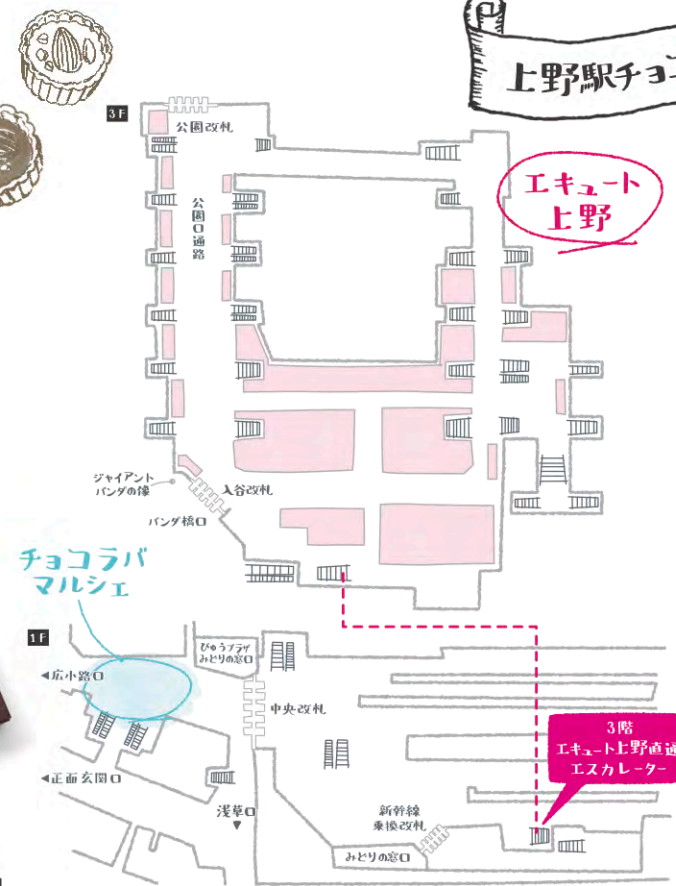 上野駅チョコ
3F
公園改札
エキュート
上野
公園口通路
ジャイアント
パンダの像
入谷改札
パンダ橋口
チョコラバ
マルシェ
1F
びゅうプラザ
みどりの窓口
◀広小路口
中央改札
3階
エキュート上野直通
エスカレーター
◀正面玄関口
浅草口
▼
新幹線
乗換改札
みどりの窓口